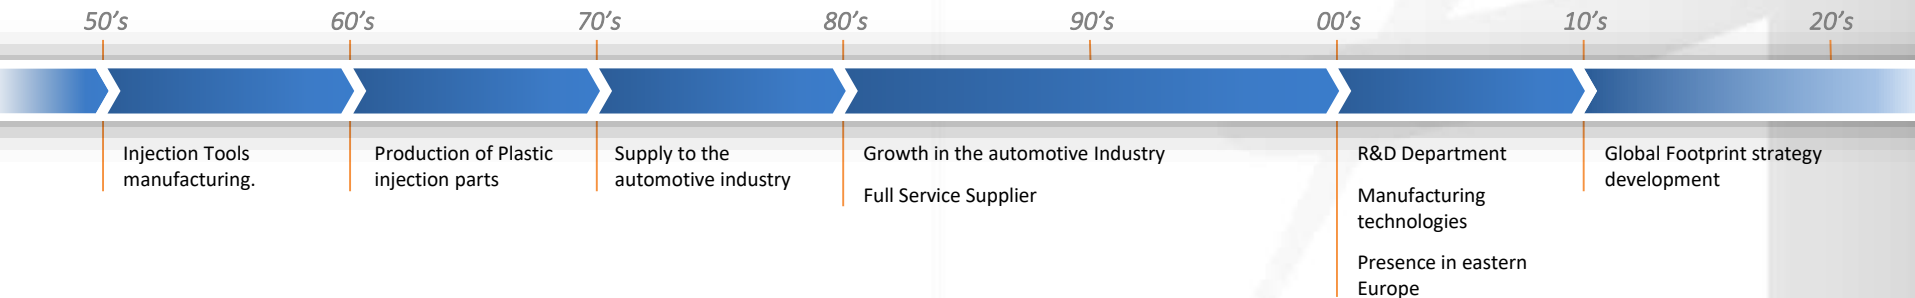 50's 60's 70's 80's 90's 00's 10's 20's
Injection Tools
manufacturing.
Production of Plastic
injection parts
Supply to the
automotive industry
Growth in the automotive Industry
Full Service Supplier
R&D Department
Manufacturing
technologies
Presence in eastern
Europe
Global Footprint strategy
development